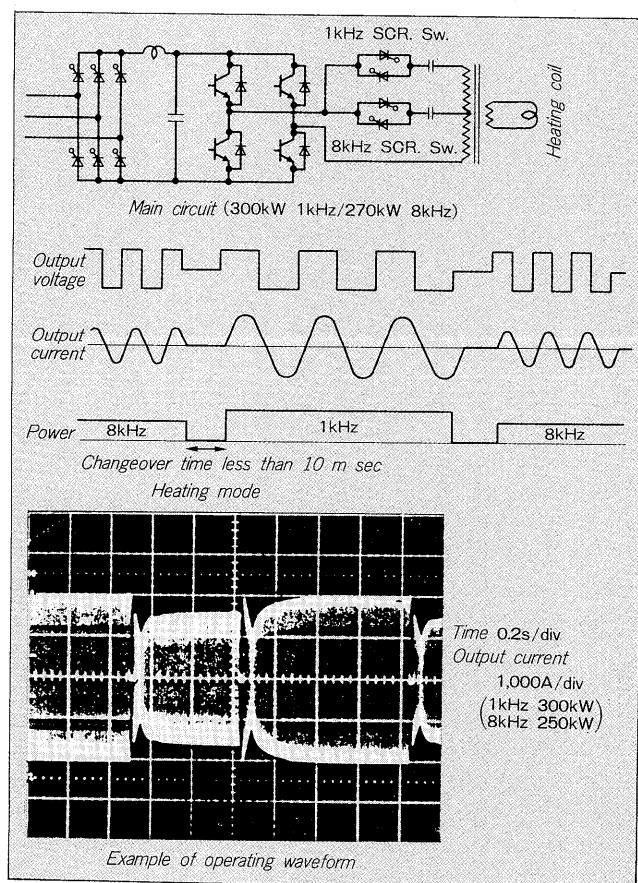 1kHz SCR. Sw.
8kHz SCR. Sw.
Heating coil
Main circuit (300kW 1kHz/270kW 8kHz)
Output
voltage
Output
current
Power
8kHz
1kHz
8kHz
Changeover time less than 10 m sec
Heating mode
Time 0.2s/div
Output current
1,000A/div
(1kHz 300kW
8kHz 250kW)
Example of operating waveform